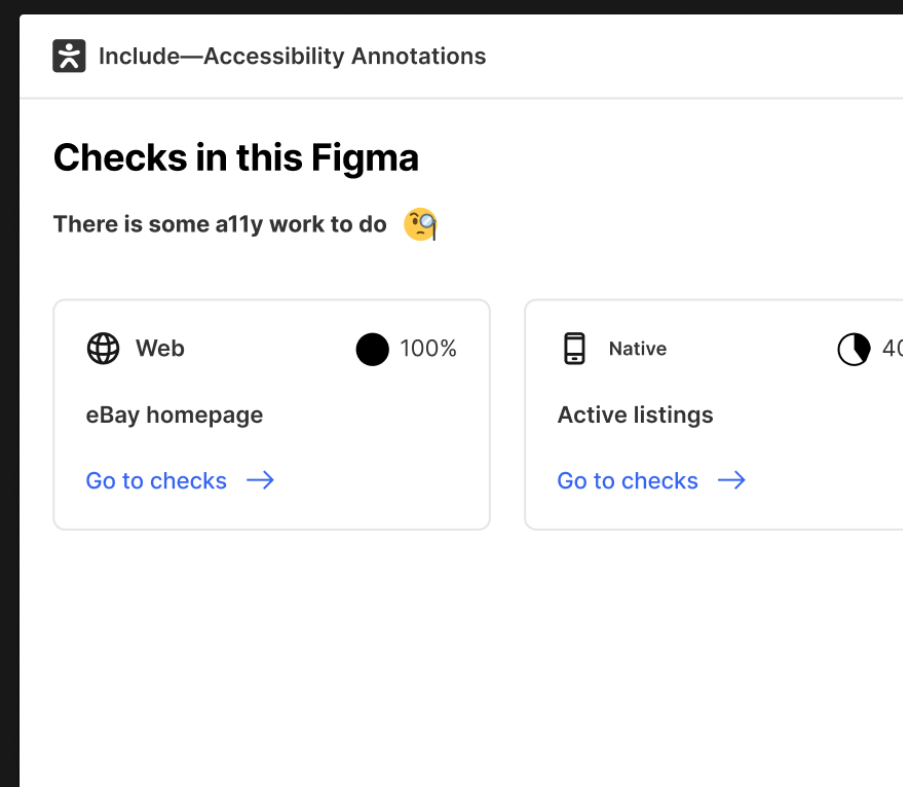 Include—Accessibility Annotations
Checks in this Figma
There is some a11y work to do
Web 100%
Native 40
eBay homepage
Active listings
Go to checks
Go to checks